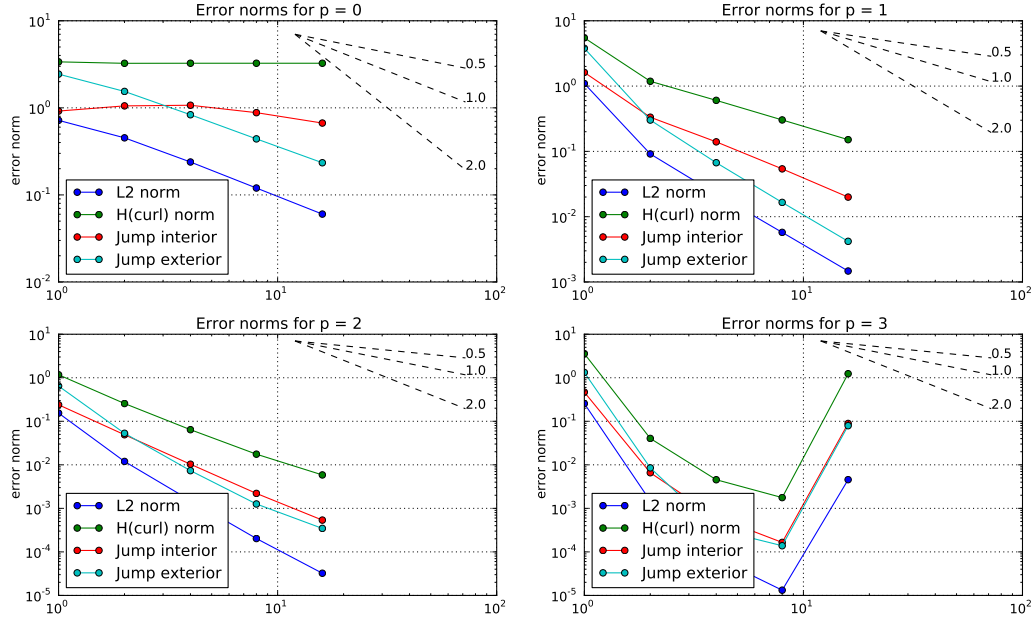 Error norms for p = 0
error norm
10^1
10^0
10^-1
10^-2
10^0
10^1
10^2
0.5
1.0
2.0
L2 norm
H(curl) norm
Jump interior
Jump exterior
Error norms for p = 1
error norm
10^1
10^0
10^-1
10^-2
10^-3
10^0
10^1
10^2
0.5
1.0
2.0
L2 norm
H(curl) norm
Jump interior
Jump exterior
Error norms for p = 2
error norm
10^1
10^0
10^-1
10^-2
10^-3
10^-4
10^-5
10^0
10^1
10^2
0.5
1.0
2.0
L2 norm
H(curl) norm
Jump interior
Jump exterior
Error norms for p = 3
error norm
10^1
10^0
10^-1
10^-2
10^-3
10^-4
10^-5
10^0
10^1
10^2
0.5
1.0
2.0
L2 norm
H(curl) norm
Jump interior
Jump exterior